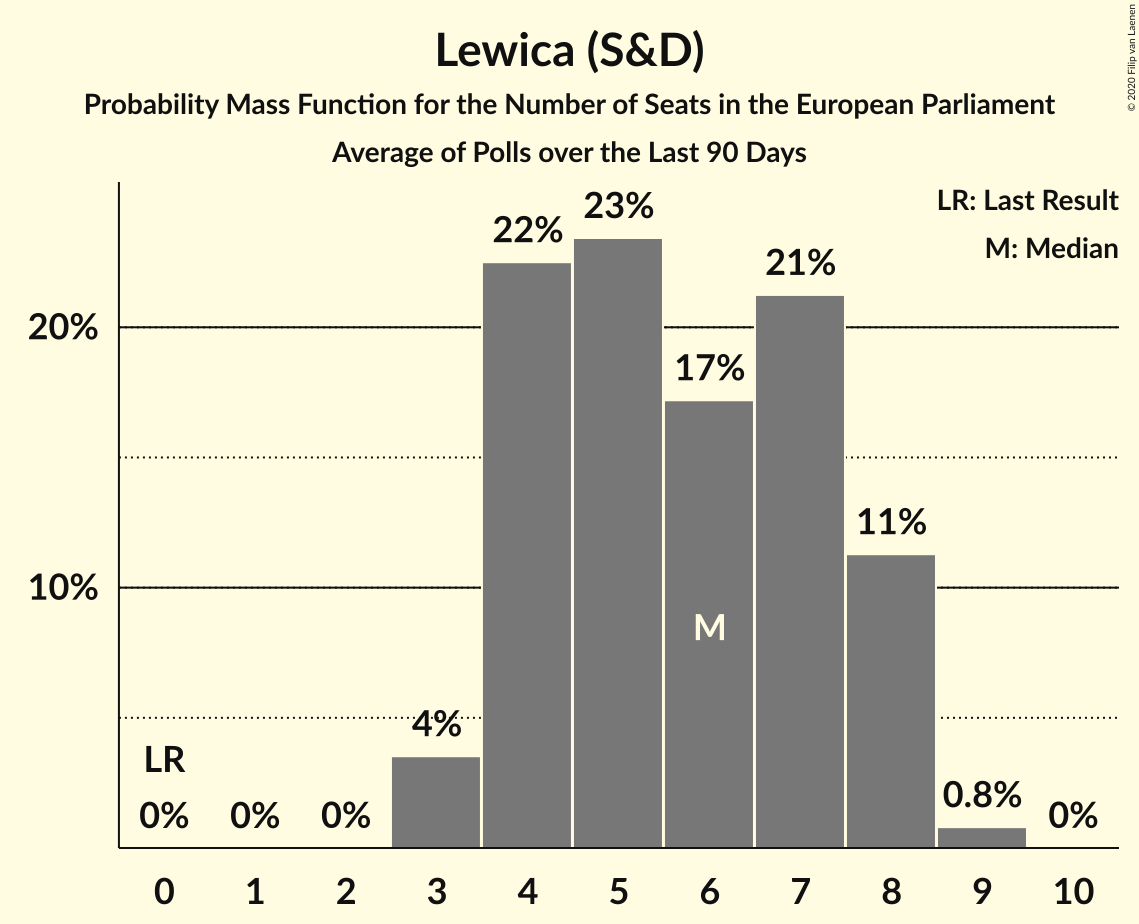 Lewica (S&D)
Probability Mass Function for the Number of Seats in the European Parliament
Average of Polls over the Last 90 Days
© 2020 Filip van Laenen
LR: Last Result
M: Median
20%
10%
LR
0%
0%
0%
4%
22%
23%
17%
21%
11%
0.8%
0%
M
0 1 2 3 4 5 6 7 8 9 10